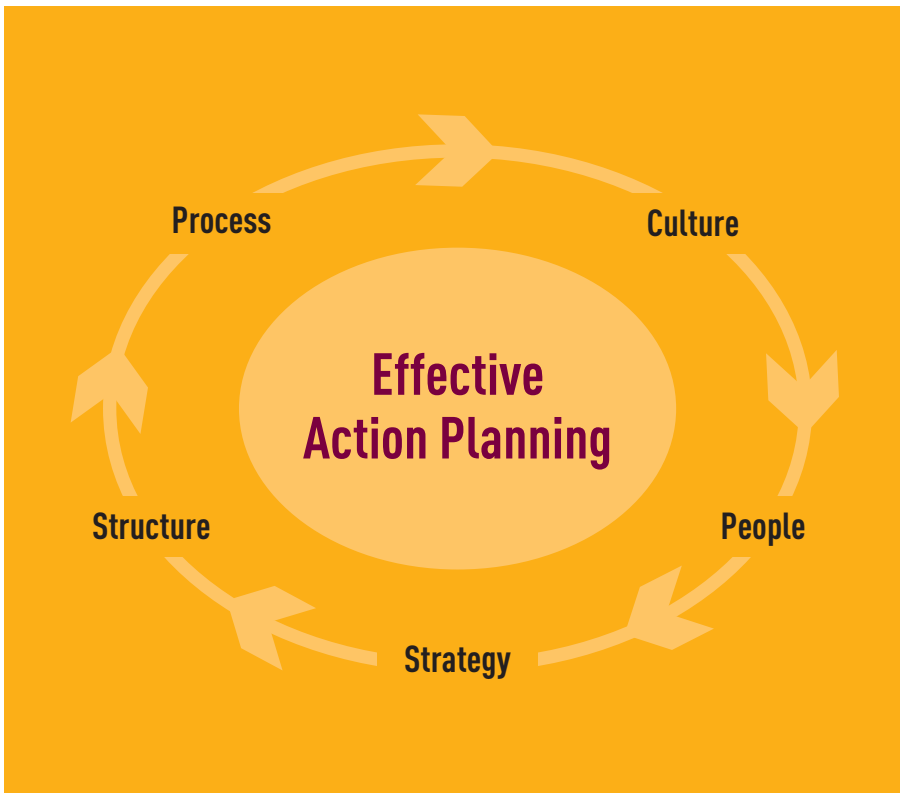 Process
Culture
Effective
Action Planning
Structure
People
Strategy